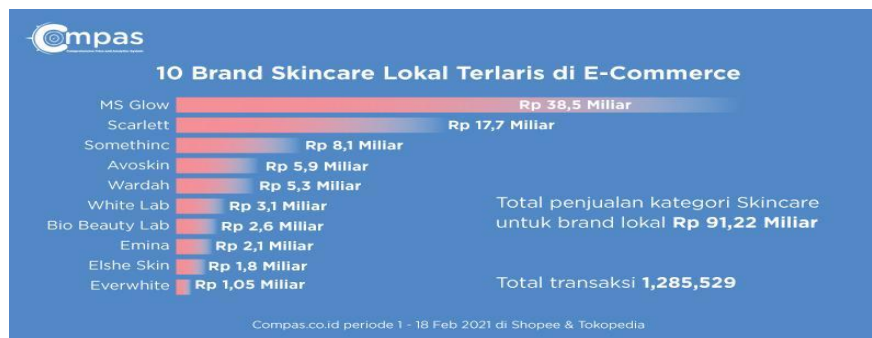 Compas
10 Brand Skincare Lokal Terlaris di E-Commerce
MS Glow Rp 38,5 Miliar
Scarlett Rp 17,7 Miliar
Somethinc Rp 8,1 Miliar
Avoskin Rp 5,9 Miliar
Wardah Rp 5,3 Miliar
White Lab Rp 3,1 Miliar
Bio Beauty Lab Rp 2,6 Miliar
Emina Rp 2,1 Miliar
Elshe Skin Rp 1,8 Miliar
Everwhite Rp 1,05 Miliar
Total penjualan kategori Skincare
untuk brand lokal Rp 91,22 Miliar
Total transaksi 1,285,529
Compas.co.id periode 1 - 18 Feb 2021 di Shopee & Tokopedia